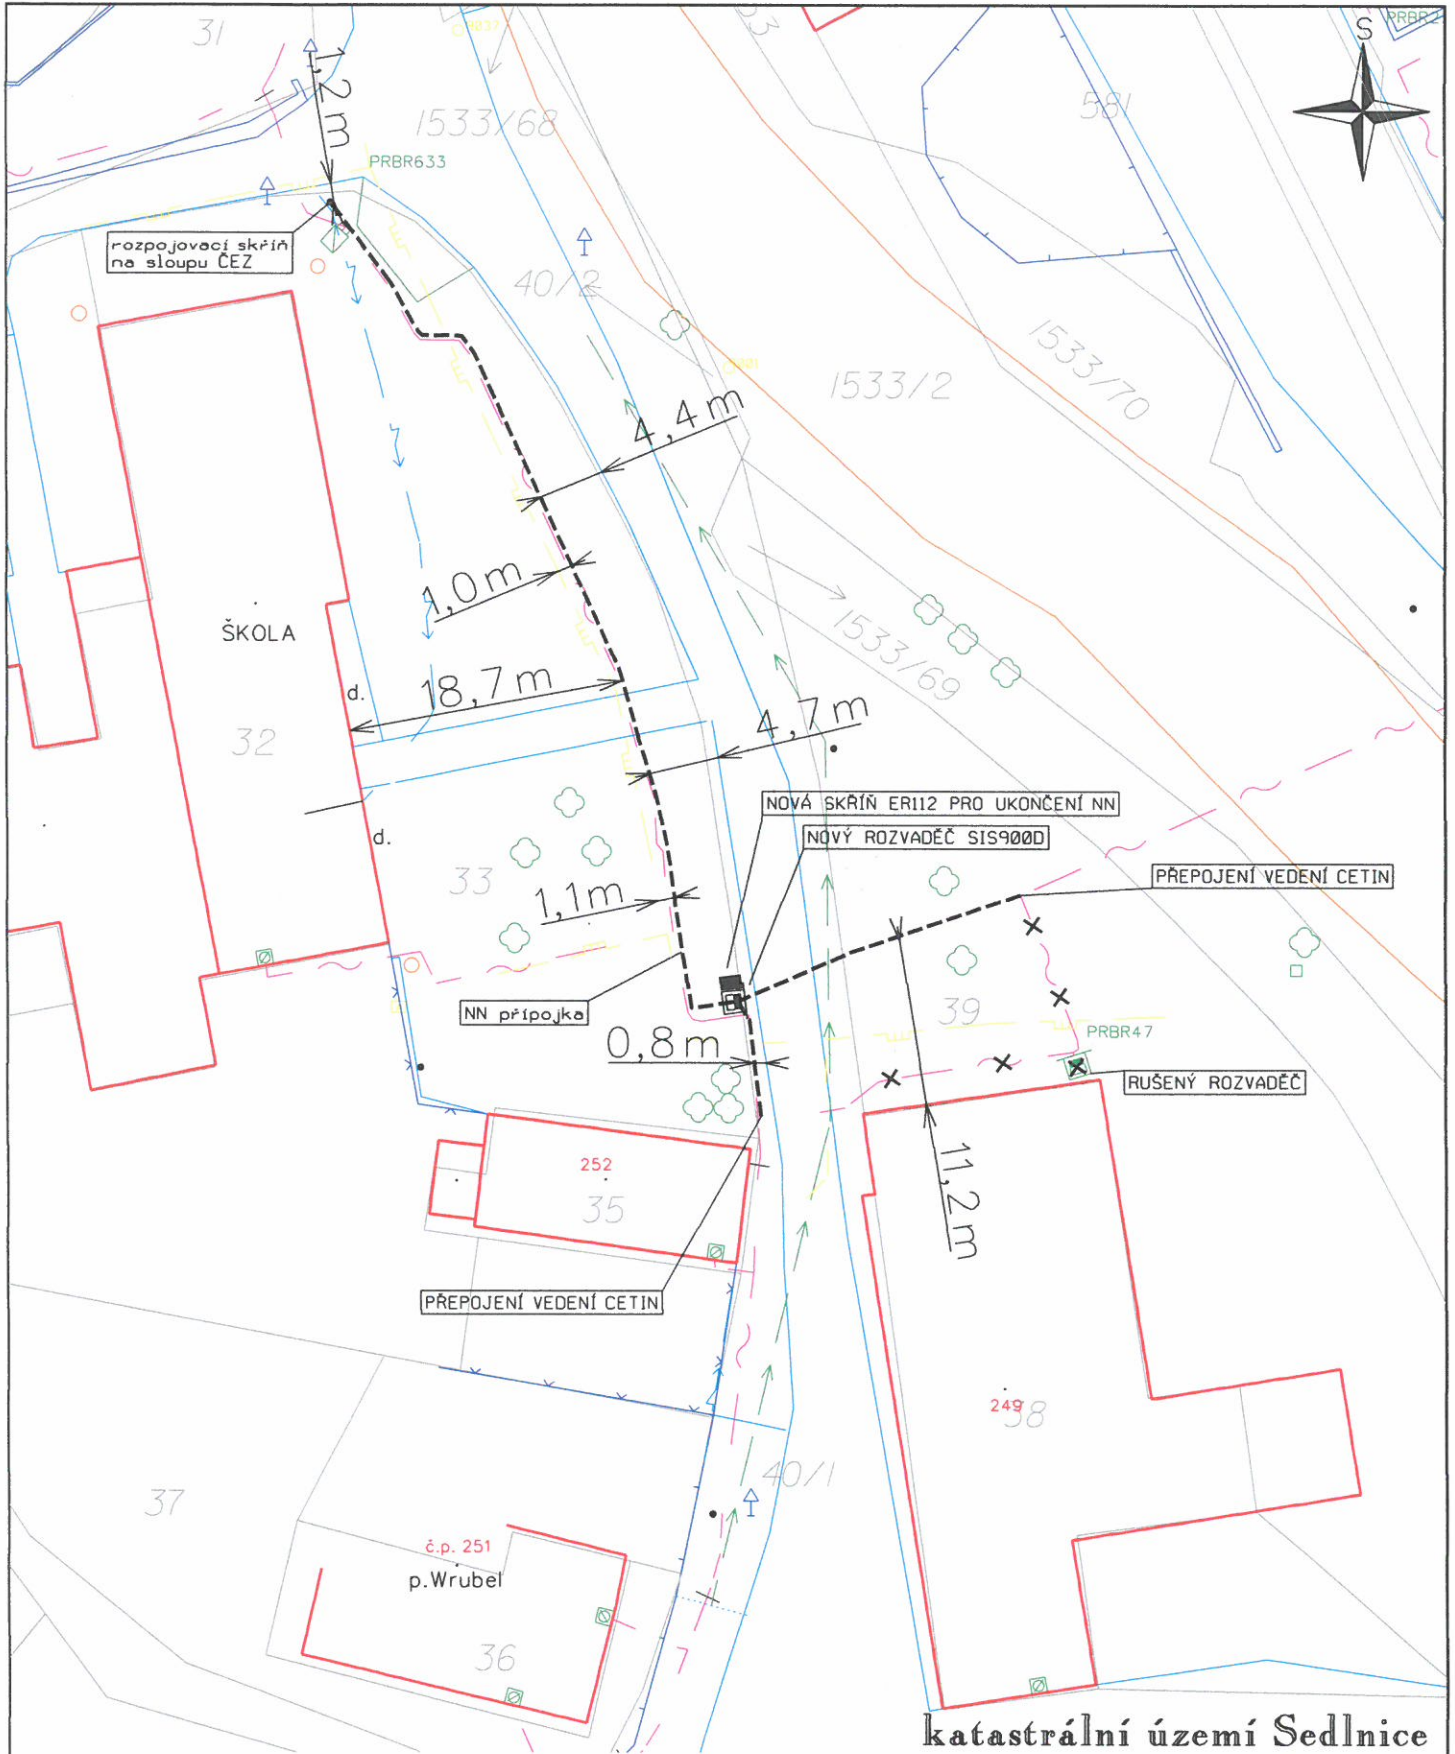 31
1,2 m
1533/68
53
581
S
PRBR2
PRBR633
rozpojovací skříň
na sloupu ČEZ
40/2
1533/70
1533/2
4,4 m
1,0 m
ŠKOLA
1533/69
d.
18,7 m
4,7 m
32
NOVÁ SKŘÍŇ ER112 PRO UKONČENÍ NN
NOVÝ ROZVADĚČ SIS900D
d.
33
PŘEPOJENÍ VEDENÍ CETIN
1,1 m
NN přípojka
39
0,8 m
PRBR47
RUŠENÝ ROZVADĚČ
252
35
11,2 m
PŘEPOJENÍ VEDENÍ CETIN
249
38
40/1
37
č.p. 251
p.Wrubel
36
katastrální území Sedlnice